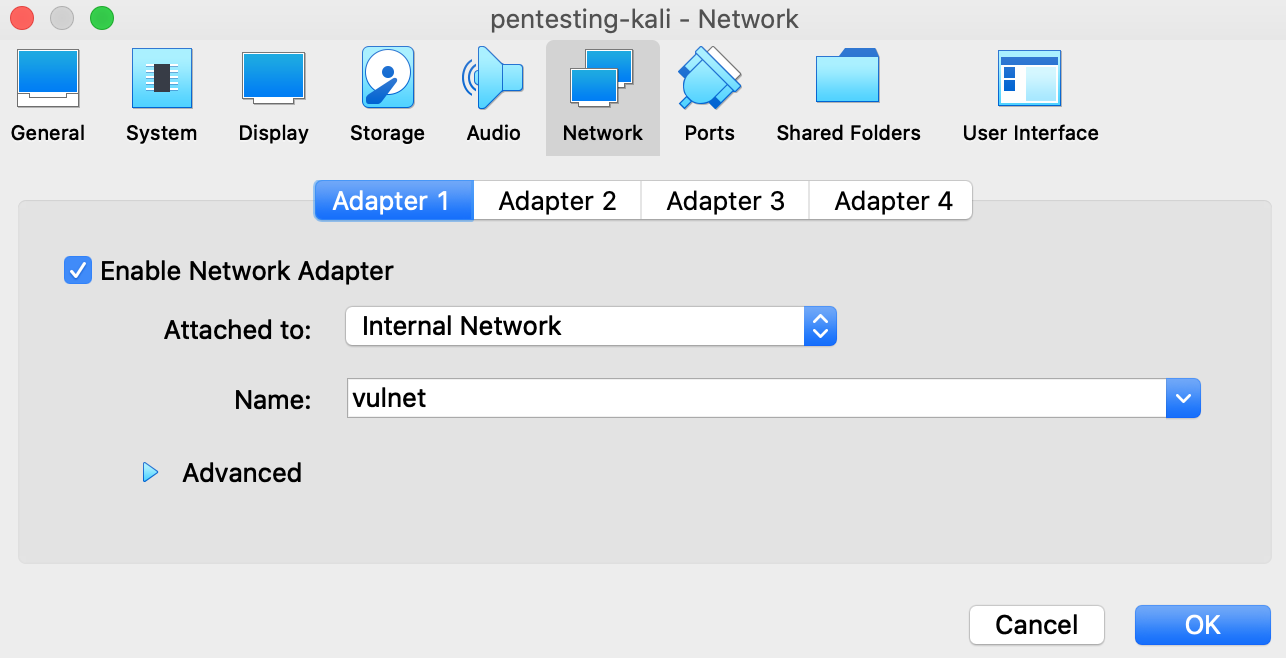 pentesting-kali - Network
General System Display Storage Audio Network Ports Shared Folders User Interface
Adapter 1 Adapter 2 Adapter 3 Adapter 4
Enable Network Adapter
Attached to: Internal Network
Name: vulnet
Advanced
Cancel OK